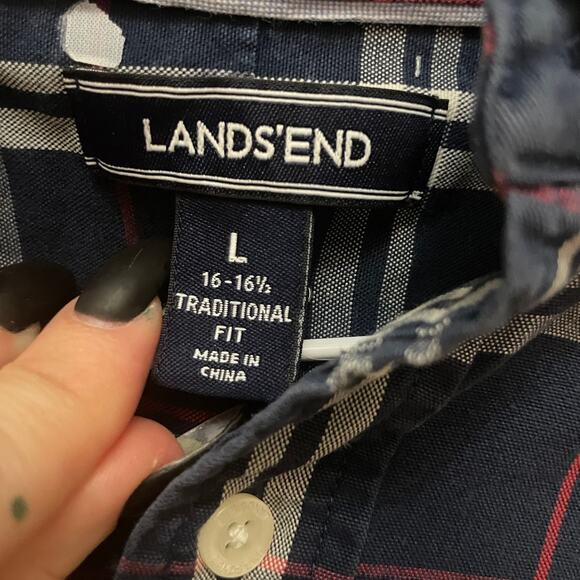 LANDS'END
L
16-16½
TRADITIONAL
FIT
MADE IN
CHINA